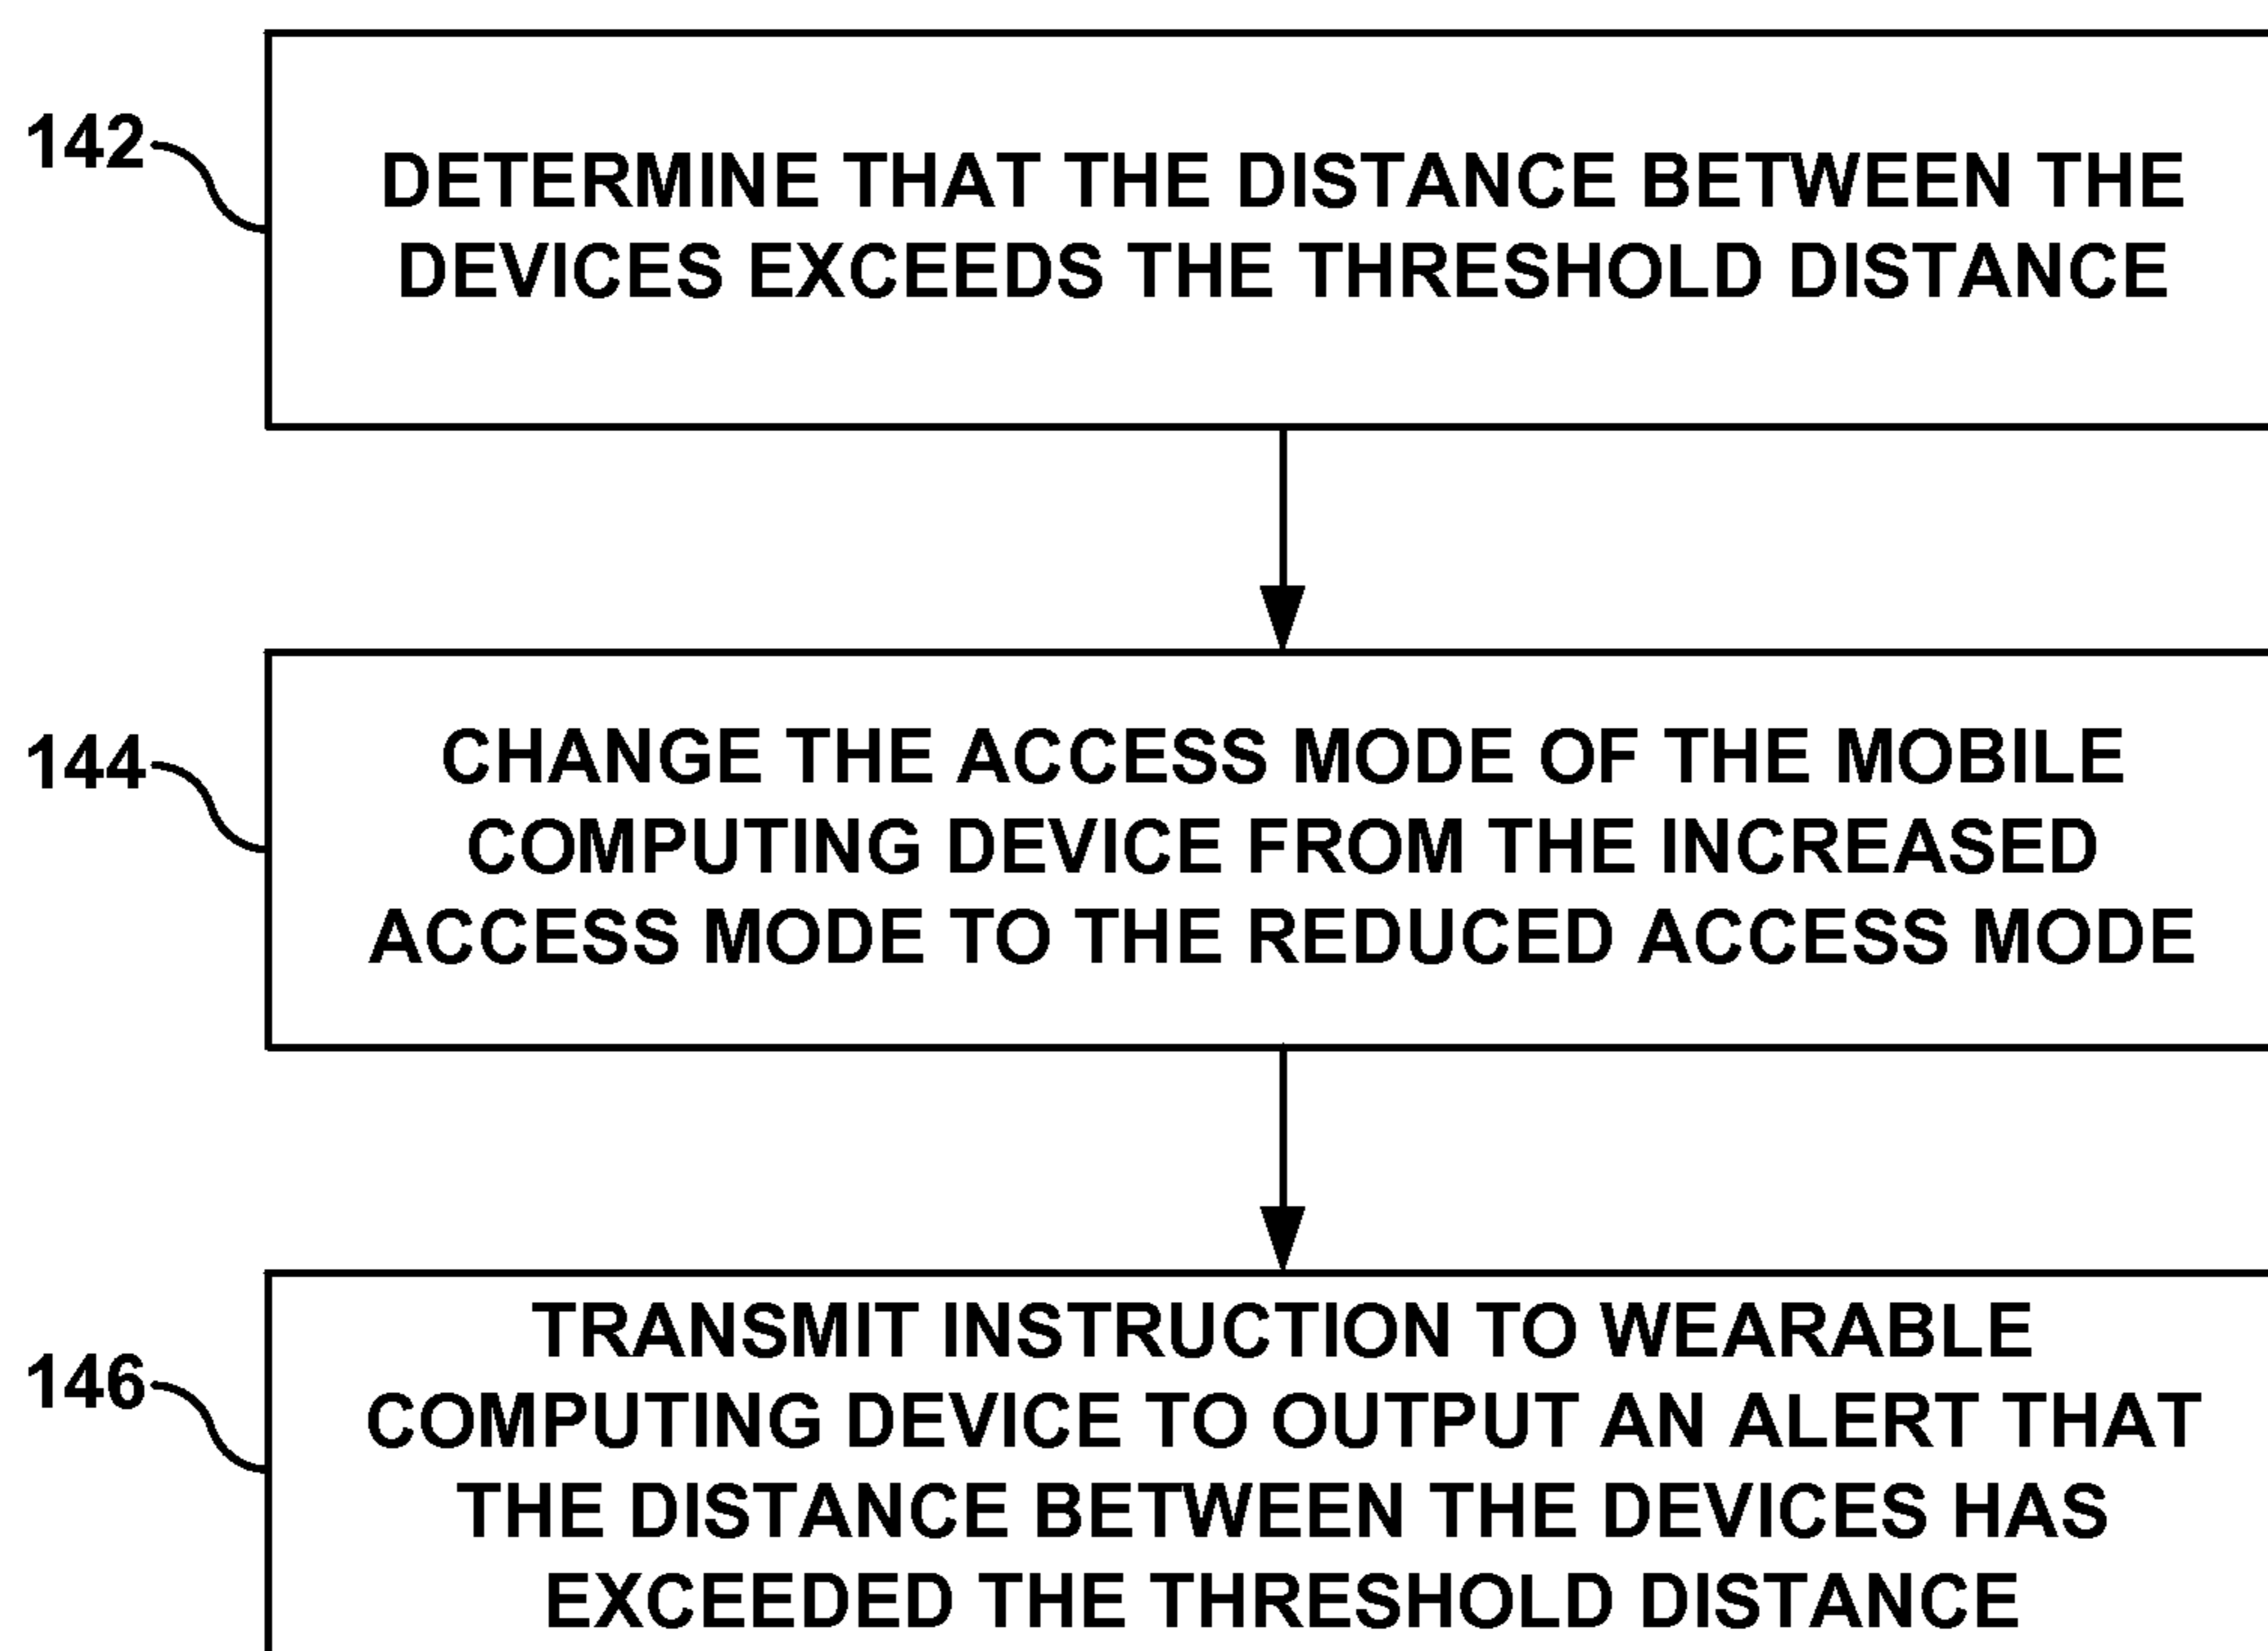 142
DETERMINE THAT THE DISTANCE BETWEEN THE
DEVICES EXCEEDS THE THRESHOLD DISTANCE
144
CHANGE THE ACCESS MODE OF THE MOBILE
COMPUTING DEVICE FROM THE INCREASED
ACCESS MODE TO THE REDUCED ACCESS MODE
146
TRANSMIT INSTRUCTION TO WEARABLE
COMPUTING DEVICE TO OUTPUT AN ALERT THAT
THE DISTANCE BETWEEN THE DEVICES HAS
EXCEEDED THE THRESHOLD DISTANCE